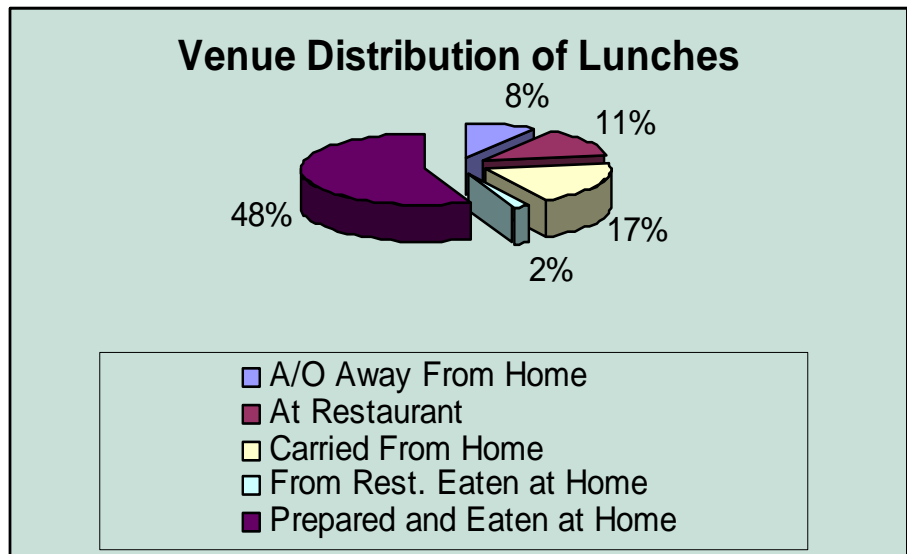 Venue Distribution of Lunches
8%
11%
48%
17%
2%
A/O Away From Home
At Restaurant
Carried From Home
From Rest. Eaten at Home
Prepared and Eaten at Home